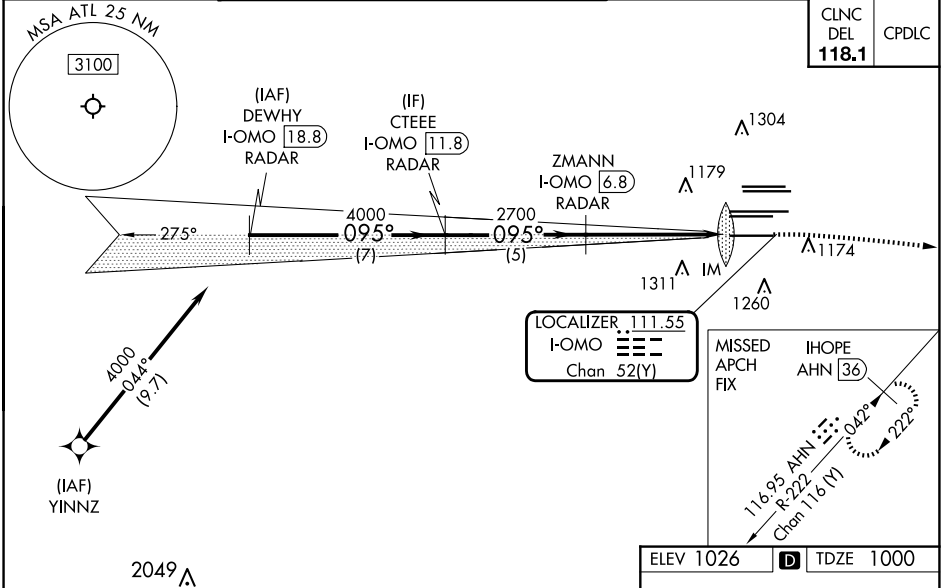 MSA ATL 25 NM
3100
CLNC
DEL
118.1
CPDLC
(IAF)
DEWHY
I-OMO 18.8
RADAR
(IF)
CTEEE
I-OMO 11.8
RADAR
ZMANN
I-OMO 6.8
RADAR
1304
1179
275°
4000
095°
(7)
2700
095°
(5)
1174
1311
IM
1260
4000
044°
(9.7)
(IAF)
YINNZ
LOCALIZER 111.55
I-OMO
Chan 52(Y)
MISSED
APCH
FIX
IHOPE
AHN 36
042°
222°
116.95 AHN
R-222
Chan 116 (Y)
2049
ELEV 1026
D
TDZE 1000